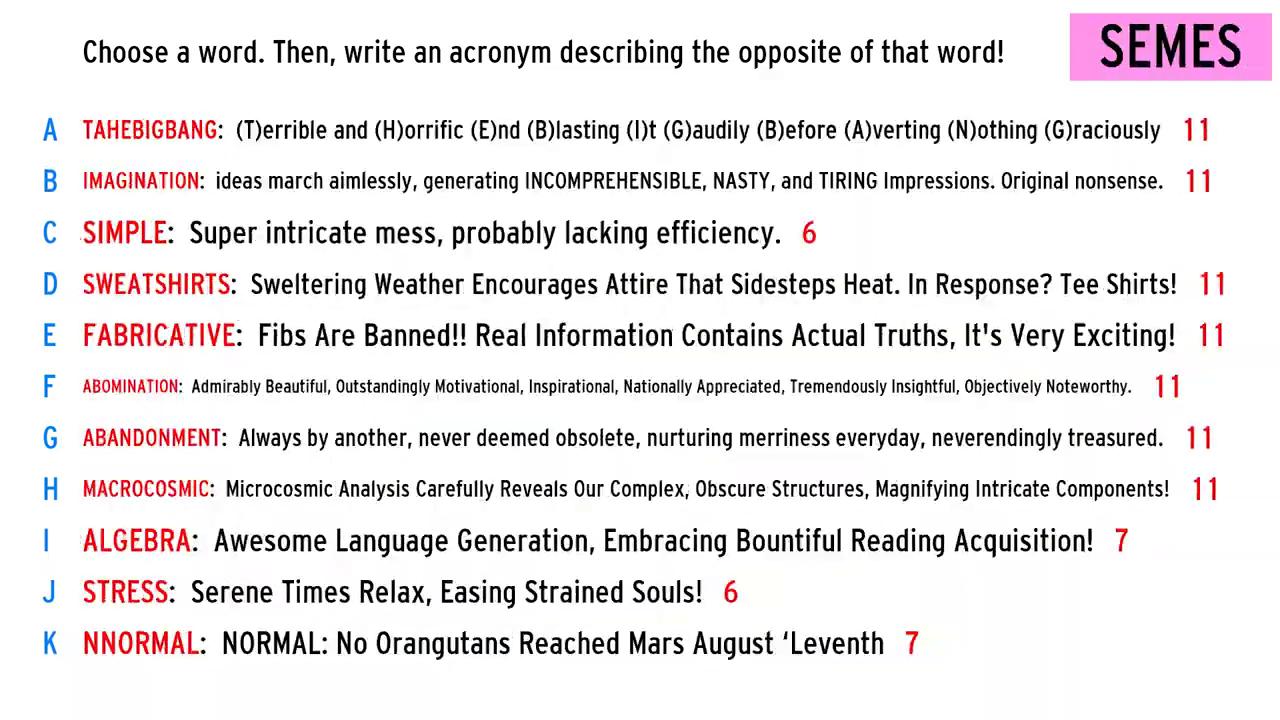 Choose a word. Then, write an acronym describing the opposite of that word!
SEMES
A TAHEBIGBANG: (T)errible and (H)orrific (E)nd (B)lasting (I)t (G)audily (B)efore (A)verting (N)othing (G)raciously 11
B IMAGINATION: ideas march aimlessly, generating INCOMPREHENSIBLE, NASTY, and TIRING Impressions. Original nonsense. 11
C SIMPLE: Super intricate mess, probably lacking efficiency. 6
D SWEATSHIRTS: Sweltering Weather Encourages Attire That Sidesteps Heat. In Response? Tee Shirts! 11
E FABRICATIVE: Fibs Are Banned!! Real Information Contains Actual Truths, It's Very Exciting! 11
F ABOMINATION: Admirably Beautiful, Outstandingly Motivational, Inspirational, Nationally Appreciated, Tremendously Insightful, Objectively Noteworthy. 11
G ABANDONMENT: Always by another, never deemed obsolete, nurturing merriness everyday, neverendingly treasured. 11
H MACROCOSMIC: Microcosmic Analysis Carefully Reveals Our Complex, Obscure Structures, Magnifying Intricate Components! 11
I ALGEBRA: Awesome Language Generation, Embracing Bountiful Reading Acquisition! 7
J STRESS: Serene Times Relax, Easing Strained Souls! 6
K NNORMAL: NORMAL: No Orangutans Reached Mars August ‘Leventh 7